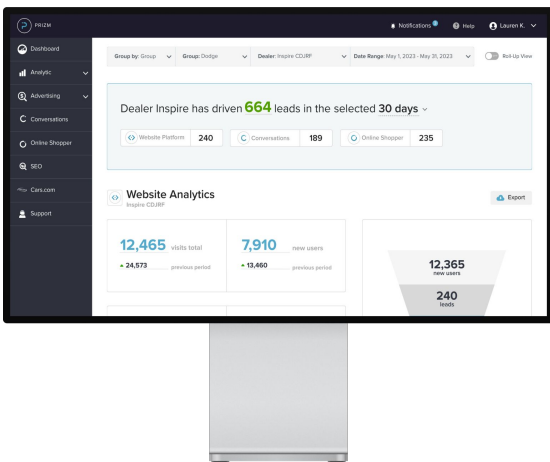 PRIZM
Notifications 3 Help Lauren K.
Dashboard
Analytic
Advertising
Conversations
Online Shopper
SEO
Cars.com
Support
Group by: Group Group: Dodge Dealer: Inspire CDJRF Date Range: May 1, 2023 - May 31, 2023 Roll-Up View
Dealer Inspire has driven 664 leads in the selected 30 days
Website Platform 240 Conversations 189 Online Shopper 235
Website Analytics
Inspire CDJRF
Export
12,465 visits total
24,573 previous period
7,910 new users
13,460 previous period
12,365
new users
240
leads